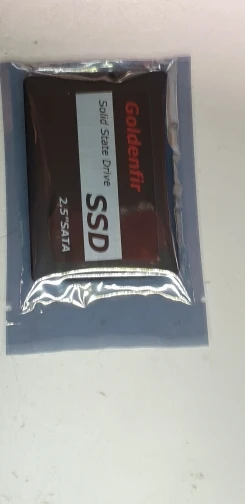 Goldenfir
Solid State Drive
SSD
2,5"SATA